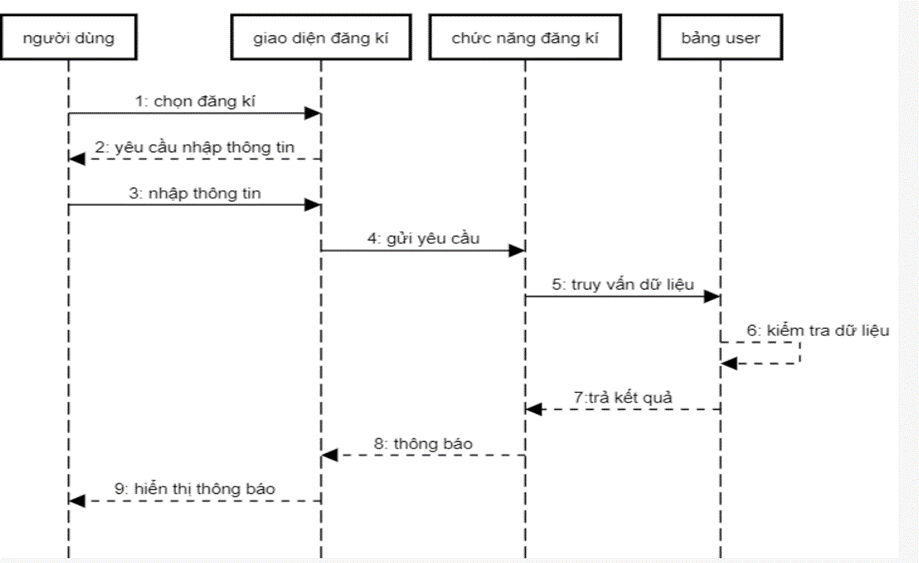 người dùng
giao diện đăng kí
chức năng đăng kí
bảng user
1: chọn đăng kí
2: yêu cầu nhập thông tin
3: nhập thông tin
4: gửi yêu cầu
5: truy vấn dữ liệu
6: kiểm tra dữ liệu
7:trả kết quả
8: thông báo
9: hiển thị thông báo